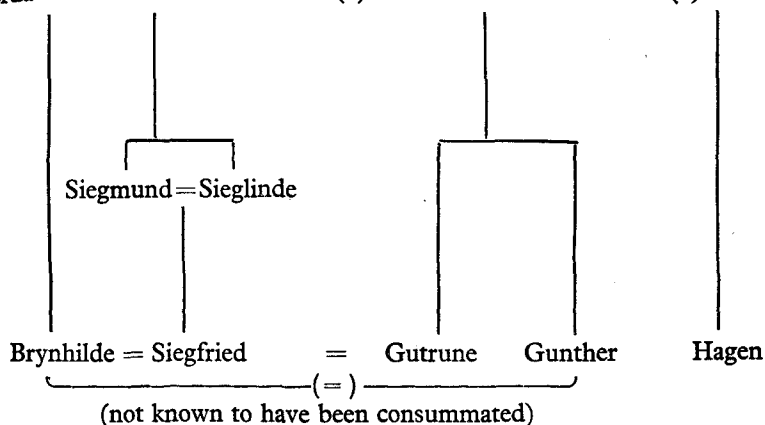 Siegmund = Sieglinde
Brynhilde = Siegfried = Gutrune Gunther Hagen
(=)
(not known to have been consummated)